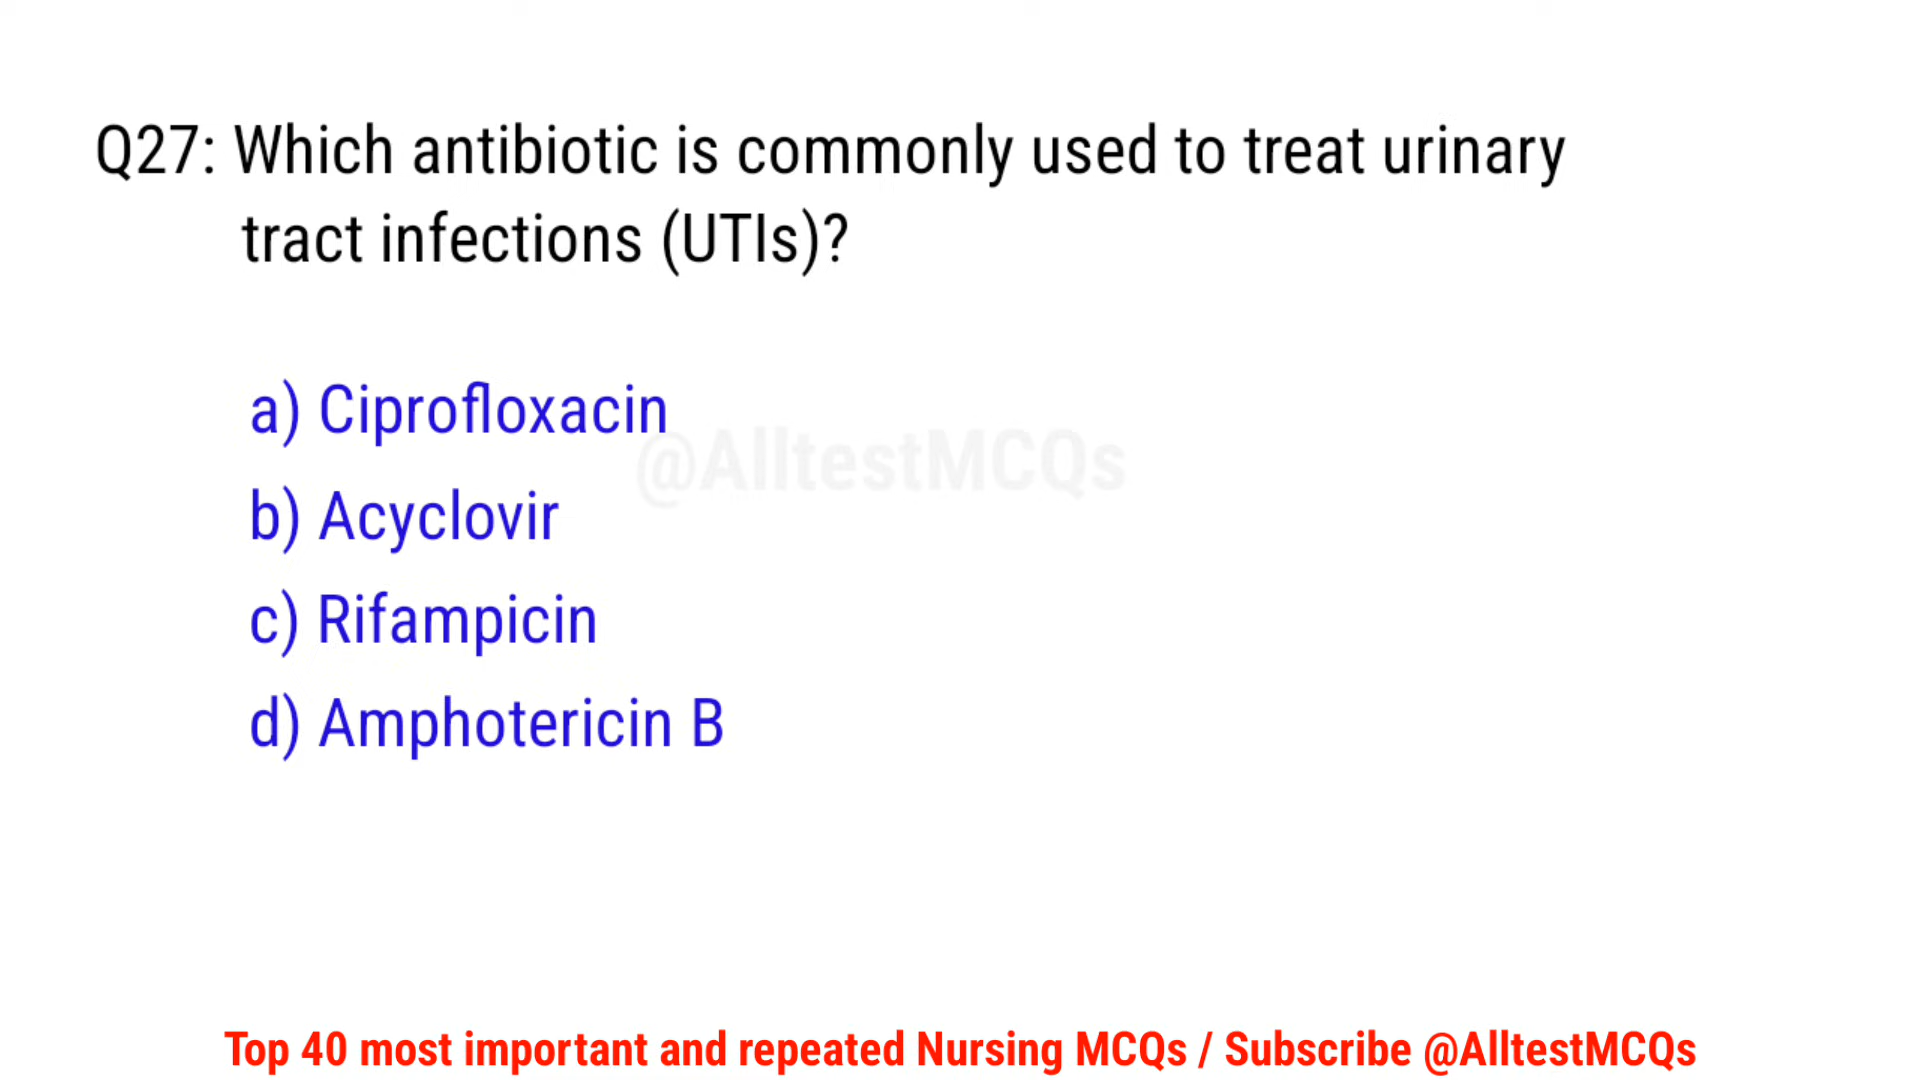 Q27: Which antibiotic is commonly used to treat urinary
tract infections (UTIs)?
a) Ciprofloxacin
@AlltestMCQs
b) Acyclovir
c) Rifampicin
d) Amphotericin B
Top 40 most important and repeated Nursing MCQs / Subscribe @AlltestMCQs